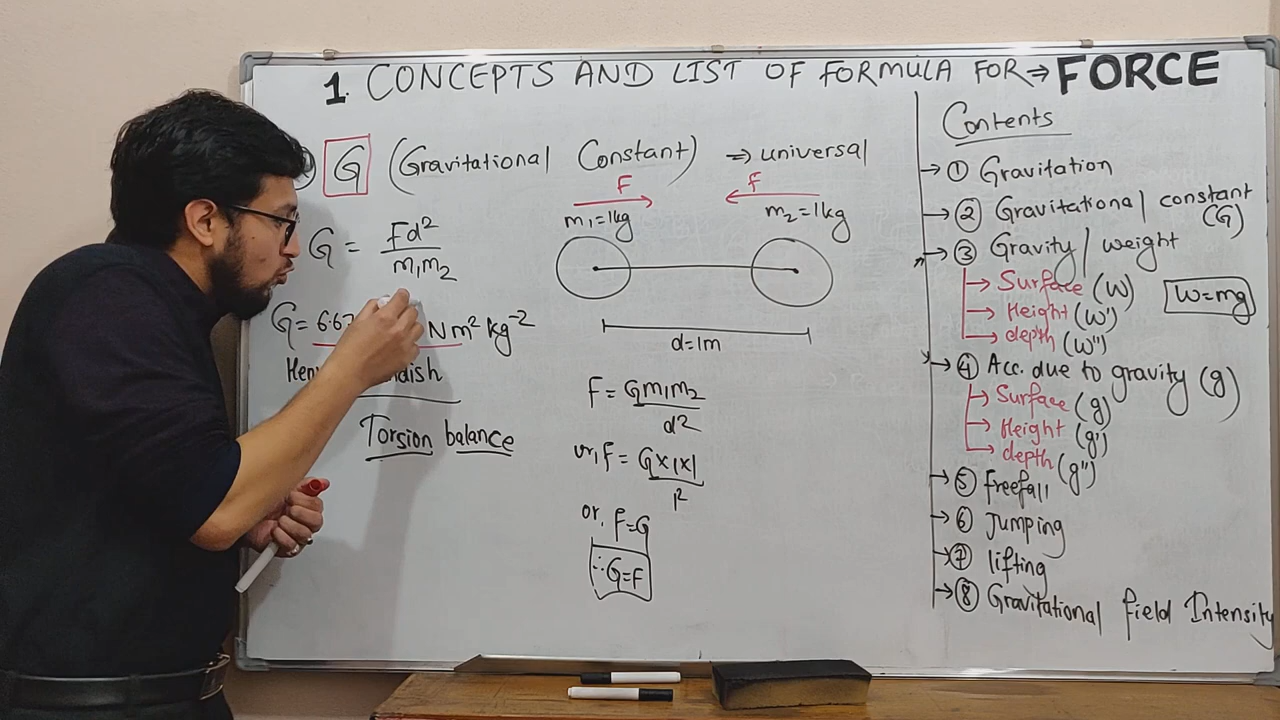 1. CONCEPTS AND LIST OF FORMULA FOR ⇒ FORCE
G (Gravitational Constant) ⇒ universal
F F
m₁=1kg m₂=1kg
G = Fd²/m₁m₂
G= 6.67 Nm² kg⁻²
d=1m
Torsion balance
F = Gm₁m₂/d²
or, F = G×1×1/1²
or, F=G
∴ G=F
Contents
→ ① Gravitation
→ ② Gravitational constant (G)
→ ③ Gravity/weight
→ Surface (W)
→ Height (W')
→ depth (W'')
W=mg
→ ④ Acc. due to gravity (g)
→ Surface (g)
→ Height (g')
→ depth (g'')
→ ⑤ freefall
→ ⑥ Jumping
→ ⑦ lifting
→ ⑧ Gravitational field Intensity